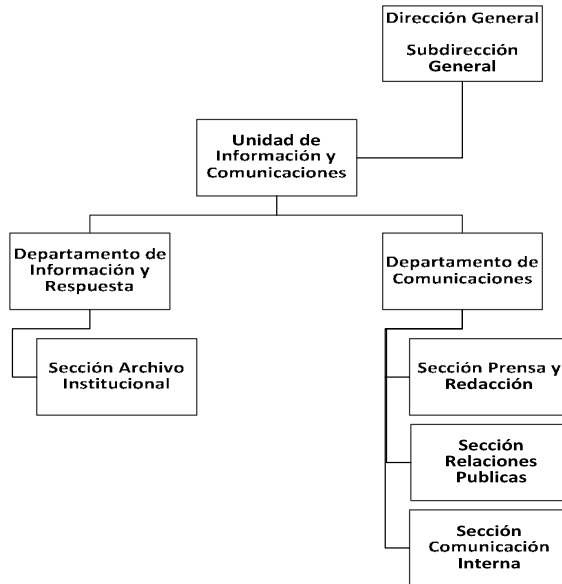 Dirección General
Subdirección
General
Unidad de
Información y
Comunicaciones
Departamento de
Información y
Respuesta
Departamento de
Comunicaciones
Sección Archivo
Institucional
Sección Prensa y
Redacción
Sección
Relaciones
Publicas
Sección
Comunicación
Interna